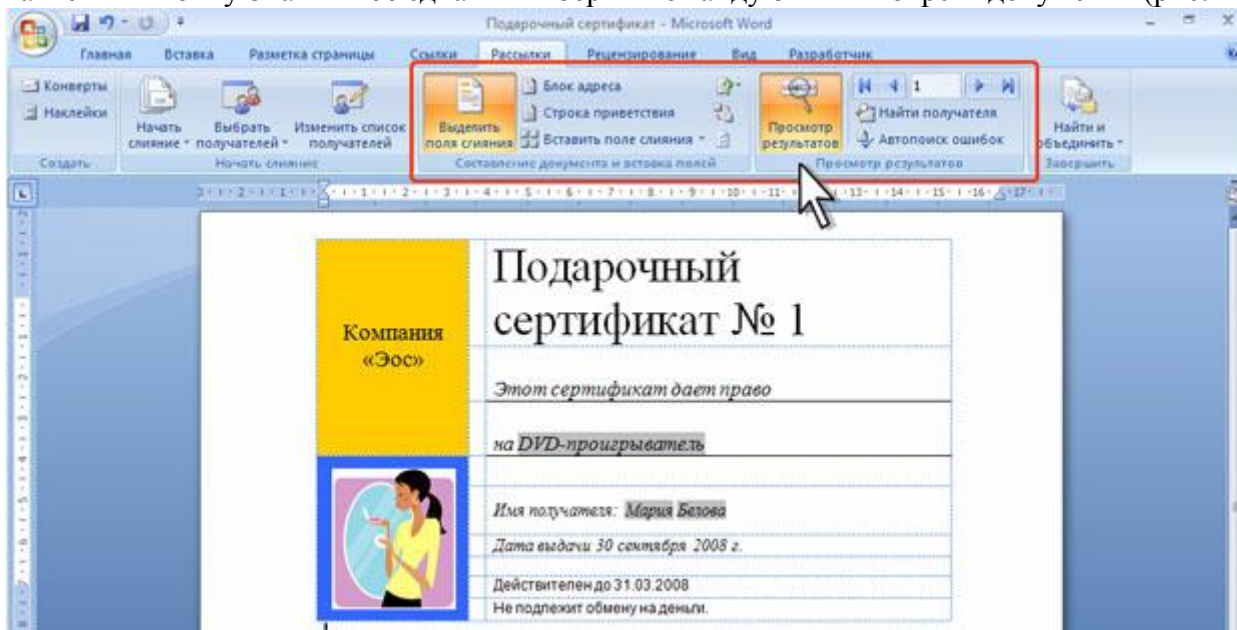 Подарочный сертификат - Microsoft Word
Главная Вставка Разметка страницы Ссылки Рассылки Рецензирование Вид Разработчик
Конверты
Наклейки
Создать
Начать слияние
Выбрать получателей
Изменить список получателей
Начать слияние
Выделить поля слияния
Блок адреса
Строка приветствия
Вставить поле слияния
Составление документа и вставка полей
Просмотр результатов
1
Найти получателя
Автопоиск ошибок
Просмотр результатов
Найти и объединить
Завершить
Компания
«Эос»
Подарочный
сертификат № 1
Этот сертификат дает право
на DVD-проигрыватель
Имя получателя: Мария Белова
Дата выдачи 30 сентября 2008 г.
Действителен до 31.03.2008
Не подлежит обмену на деньги.